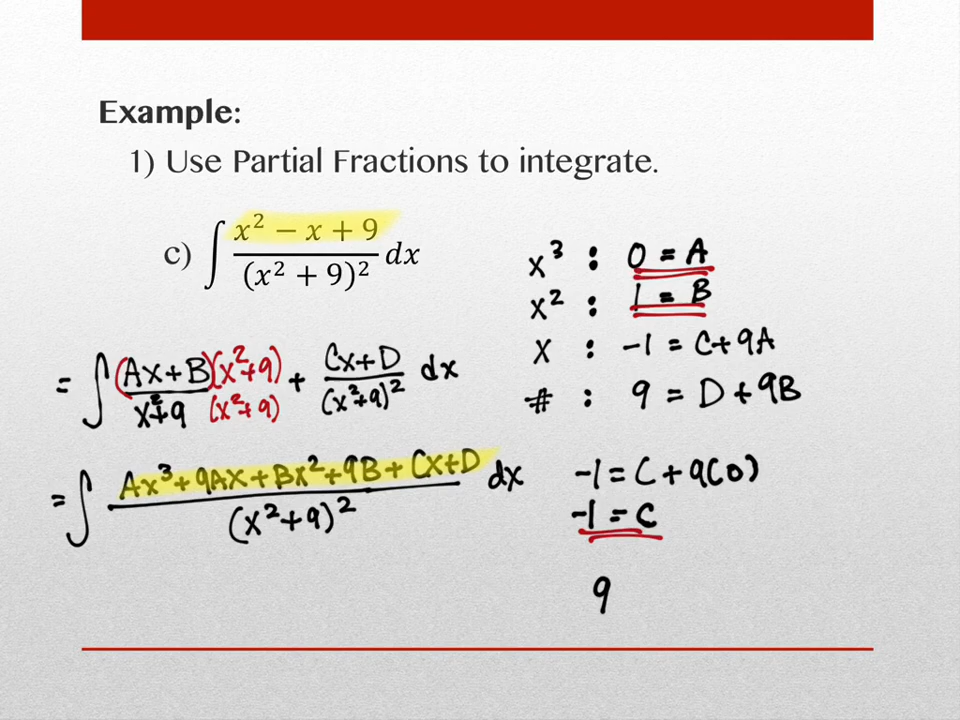 Example:
1) Use Partial Fractions to integrate.
c) ∫ (x² − x + 9)/(x² + 9)² dx
= ∫ (Ax+B)(x²+9)/(x²+9)(x²+9) + (Cx+D)/(x²+9)² dx
= ∫ (Ax³+9Ax+Bx²+9B+Cx+D)/(x²+9)² dx
x³ : 0 = A
x² : 1 = B
x : -1 = C+9A
# : 9 = D+9B
-1 = C+9(0)
-1 = C
9